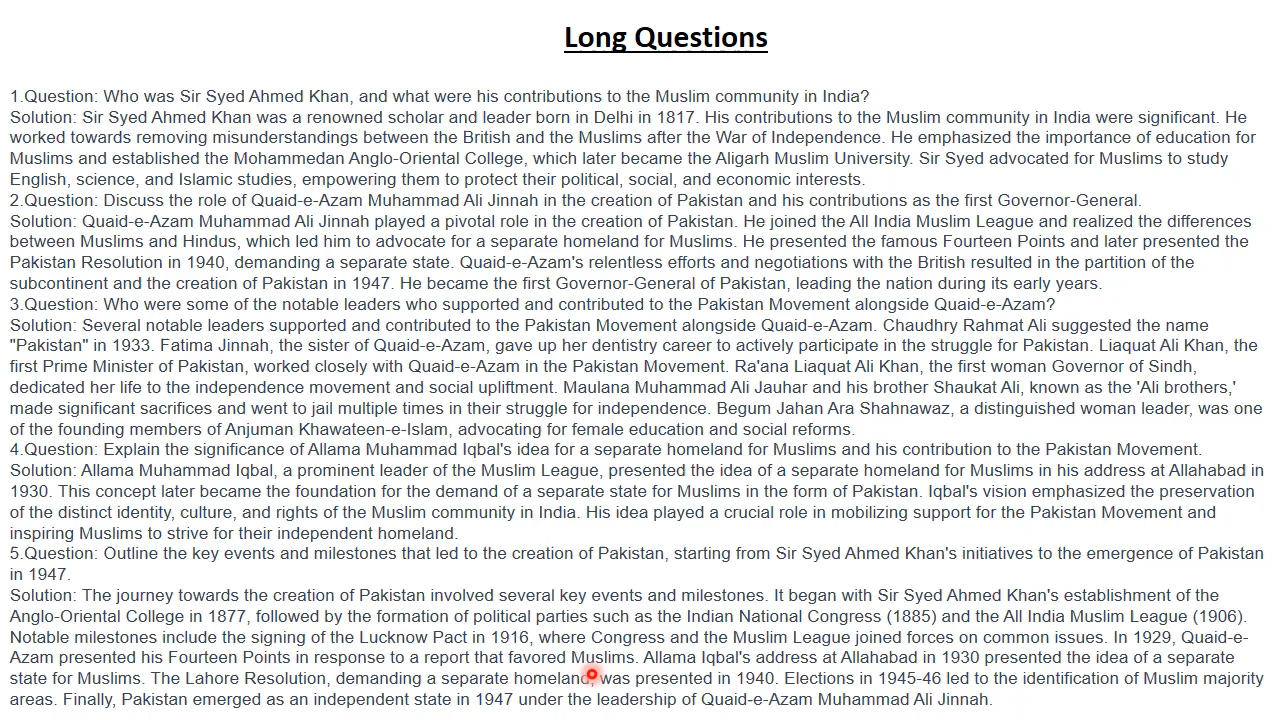 Long Questions
1.Question: Who was Sir Syed Ahmed Khan, and what were his contributions to the Muslim community in India?
Solution: Sir Syed Ahmed Khan was a renowned scholar and leader born in Delhi in 1817. His contributions to the Muslim community in India were significant. He
worked towards removing misunderstandings between the British and the Muslims after the War of Independence. He emphasized the importance of education for
Muslims and established the Mohammedan Anglo-Oriental College, which later became the Aligarh Muslim University. Sir Syed advocated for Muslims to study
English, science, and Islamic studies, empowering them to protect their political, social, and economic interests.
2.Question: Discuss the role of Quaid-e-Azam Muhammad Ali Jinnah in the creation of Pakistan and his contributions as the first Governor-General.
Solution: Quaid-e-Azam Muhammad Ali Jinnah played a pivotal role in the creation of Pakistan. He joined the All India Muslim League and realized the differences
between Muslims and Hindus, which led him to advocate for a separate homeland for Muslims. He presented the famous Fourteen Points and later presented the
Pakistan Resolution in 1940, demanding a separate state. Quaid-e-Azam's relentless efforts and negotiations with the British resulted in the partition of the
subcontinent and the creation of Pakistan in 1947. He became the first Governor-General of Pakistan, leading the nation during its early years.
3.Question: Who were some of the notable leaders who supported and contributed to the Pakistan Movement alongside Quaid-e-Azam?
Solution: Several notable leaders supported and contributed to the Pakistan Movement alongside Quaid-e-Azam. Chaudhry Rahmat Ali suggested the name
"Pakistan" in 1933. Fatima Jinnah, the sister of Quaid-e-Azam, gave up her dentistry career to actively participate in the struggle for Pakistan. Liaquat Ali Khan, the
first Prime Minister of Pakistan, worked closely with Quaid-e-Azam in the Pakistan Movement. Ra'ana Liaquat Ali Khan, the first woman Governor of Sindh,
dedicated her life to the independence movement and social upliftment. Maulana Muhammad Ali Jauhar and his brother Shaukat Ali, known as the 'Ali brothers,'
made significant sacrifices and went to jail multiple times in their struggle for independence. Begum Jahan Ara Shahnawaz, a distinguished woman leader, was one
of the founding members of Anjuman Khawateen-e-Islam, advocating for female education and social reforms.
4.Question: Explain the significance of Allama Muhammad Iqbal's idea for a separate homeland for Muslims and his contribution to the Pakistan Movement.
Solution: Allama Muhammad Iqbal, a prominent leader of the Muslim League, presented the idea of a separate homeland for Muslims in his address at Allahabad in
1930. This concept later became the foundation for the demand of a separate state for Muslims in the form of Pakistan. Iqbal's vision emphasized the preservation
of the distinct identity, culture, and rights of the Muslim community in India. His idea played a crucial role in mobilizing support for the Pakistan Movement and
inspiring Muslims to strive for their independent homeland.
5.Question: Outline the key events and milestones that led to the creation of Pakistan, starting from Sir Syed Ahmed Khan's initiatives to the emergence of Pakistan
in 1947.
Solution: The journey towards the creation of Pakistan involved several key events and milestones. It began with Sir Syed Ahmed Khan's establishment of the
Anglo-Oriental College in 1877, followed by the formation of political parties such as the Indian National Congress (1885) and the All India Muslim League (1906).
Notable milestones include the signing of the Lucknow Pact in 1916, where Congress and the Muslim League joined forces on common issues. In 1929, Quaid-e-
Azam presented his Fourteen Points in response to a report that favored Muslims. Allama Iqbal's address at Allahabad in 1930 presented the idea of a separate
state for Muslims. The Lahore Resolution, demanding a separate homeland, was presented in 1940. Elections in 1945-46 led to the identification of Muslim majority
areas. Finally, Pakistan emerged as an independent state in 1947 under the leadership of Quaid-e-Azam Muhammad Ali Jinnah.